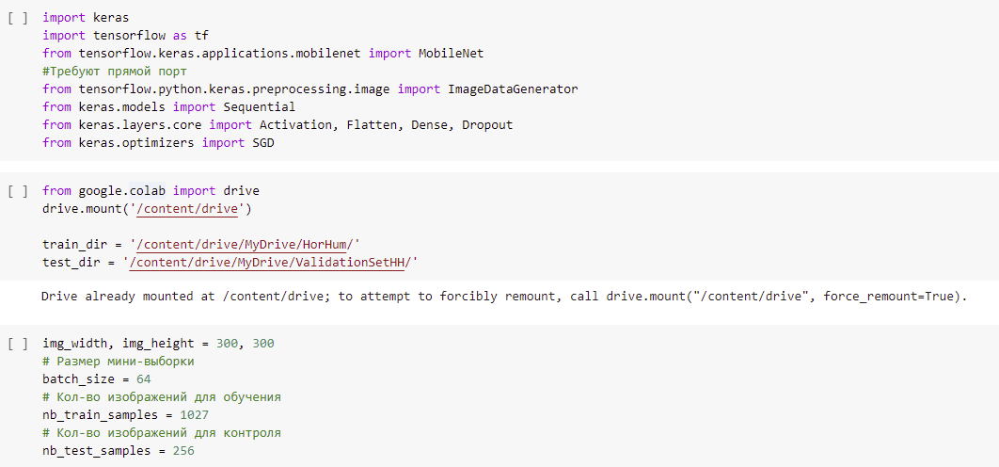 [ ] import keras
import tensorflow as tf
from tensorflow.keras.applications.mobilenet import MobileNet
#Требуют прямой порт
from tensorflow.python.keras.preprocessing.image import ImageDataGenerator
from keras.models import Sequential
from keras.layers.core import Activation, Flatten, Dense, Dropout
from keras.optimizers import SGD
[ ] from google.colab import drive
drive.mount('/content/drive')
train_dir = '/content/drive/MyDrive/HorHum/'
test_dir = '/content/drive/MyDrive/ValidationSetHH/'
Drive already mounted at /content/drive; to attempt to forcibly remount, call drive.mount("/content/drive", force_remount=True).
[ ] img_width, img_height = 300, 300
# Размер мини-выборки
batch_size = 64
# Кол-во изображений для обучения
nb_train_samples = 1027
# Кол-во изображений для контроля
nb_test_samples = 256